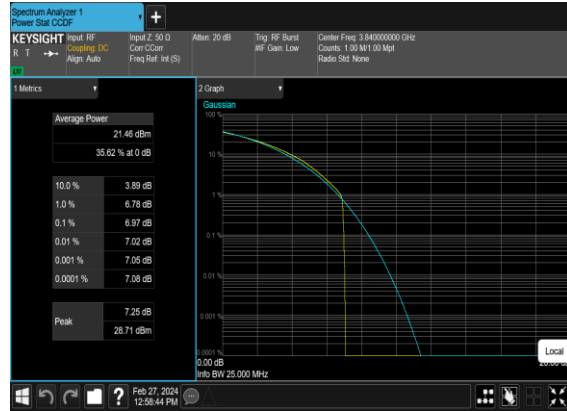 Spectrum Analyzer 1
Power Stat CCDF
KEYSIGHT
R T
LXI
Input: RF
Coupling: DC
Align: Auto
Input Z: 50 Ω
Corr CCorr
Freq Ref: Int (S)
Atten: 20 dB
Trig: RF Burst
#IF Gain: Low
Center Freq: 3.840000000 GHz
Counts: 1.00 M/1.00 Mpt
Radio Std: None
1 Metrics
Average Power
21.46 dBm
35.62 % at 0 dB
10.0 % 3.89 dB
1.0 % 6.78 dB
0.1 % 6.97 dB
0.01 % 7.02 dB
0.001 % 7.05 dB
0.0001 % 7.08 dB
Peak
7.25 dB
28.71 dBm
2 Graph
Gaussian
100 %
10 %
1 %
0.1 %
0.01 %
0.001 %
0.0001 %
0.00 dB
Info BW 25.000 MHz
Local
?
Feb 27, 2024
12:58:44 PM